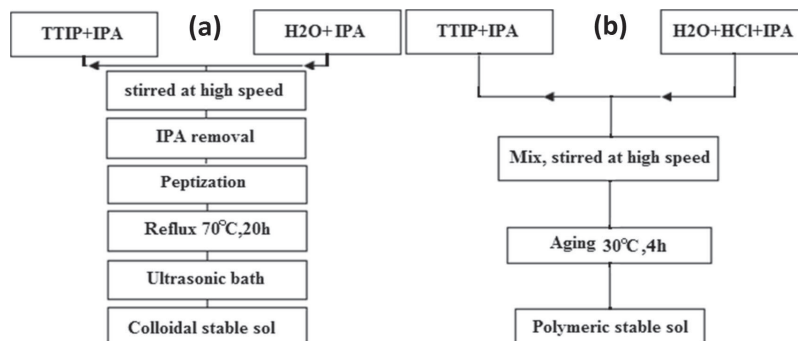 (a)
TTIP+IPA
H2O+IPA
stirred at high speed
IPA removal
Peptization
Reflux 70°C,20h
Ultrasonic bath
Colloidal stable sol
(b)
TTIP+IPA
H2O+HCl+IPA
Mix, stirred at high speed
Aging 30°C,4h
Polymeric stable sol